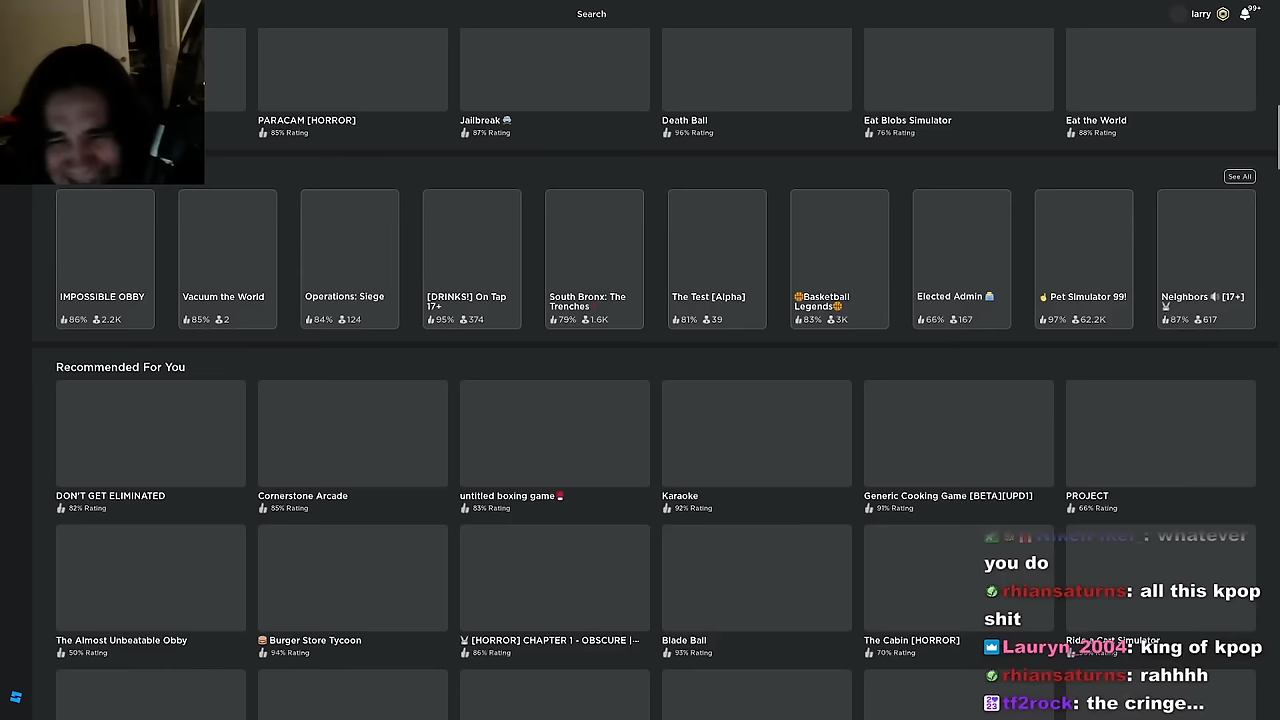 Search
larry
99+
PARACAM [HORROR]
85% Rating
Jailbreak 🚔
87% Rating
Death Ball
96% Rating
Eat Blobs Simulator
76% Rating
Eat the World
88% Rating
See All
IMPOSSIBLE OBBY
86% 2.2K
Vacuum the World
85% 2
Operations: Siege
84% 124
[DRINKS!] On Tap
17+
95% 374
South Bronx: The
Trenches
79% 1.6K
The Test [Alpha]
81% 39
🏀Basketball
Legends🏀
83% 3K
Elected Admin 🗳️
66% 167
☝ Pet Simulator 99!
97% 62.2K
Neighbors 🔊 [17+]
87% 617
Recommended For You
DON'T GET ELIMINATED
82% Rating
Cornerstone Arcade
85% Rating
untitled boxing game🥊
83% Rating
Karaoke
92% Rating
Generic Cooking Game [BETA][UPD1]
91% Rating
PROJECT
66% Rating
The Almost Unbeatable Obby
50% Rating
🍔 Burger Store Tycoon
94% Rating
[HORROR] CHAPTER 1 - OBSCURE |-...
86% Rating
Blade Ball
93% Rating
The Cabin [HORROR]
70% Rating
Ride a Cart Simulator
: whatever
you do
rhiansaturns: all this kpop
shit
Lauryn_2004: king of kpop
rhiansaturns: rahhhh
tf2rock: the cringe...